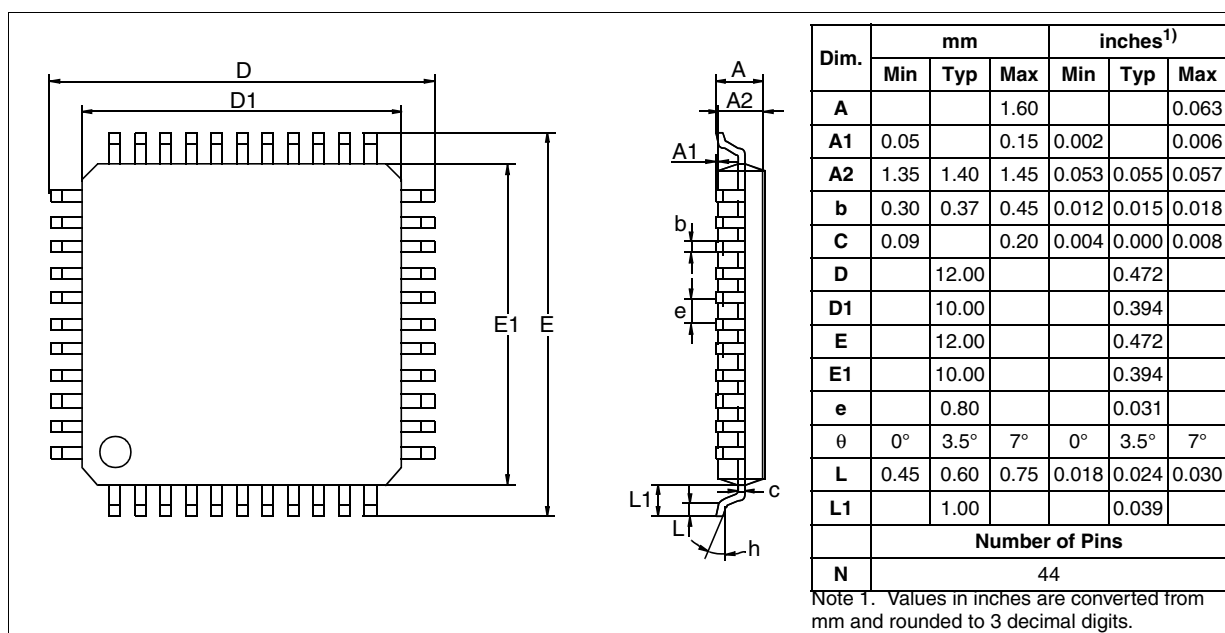 D
D1
E1
E
A
A2
A1
b
e
L1
L
c
h
Dim. mm inches1)
Min Typ Max Min Typ Max
A 1.60 0.063
A1 0.05 0.15 0.002 0.006
A2 1.35 1.40 1.45 0.053 0.055 0.057
b 0.30 0.37 0.45 0.012 0.015 0.018
C 0.09 0.20 0.004 0.000 0.008
D 12.00 0.472
D1 10.00 0.394
E 12.00 0.472
E1 10.00 0.394
e 0.80 0.031
θ 0° 3.5° 7° 0° 3.5° 7°
L 0.45 0.60 0.75 0.018 0.024 0.030
L1 1.00 0.039
Number of Pins
N 44
Note 1. Values in inches are converted from
mm and rounded to 3 decimal digits.